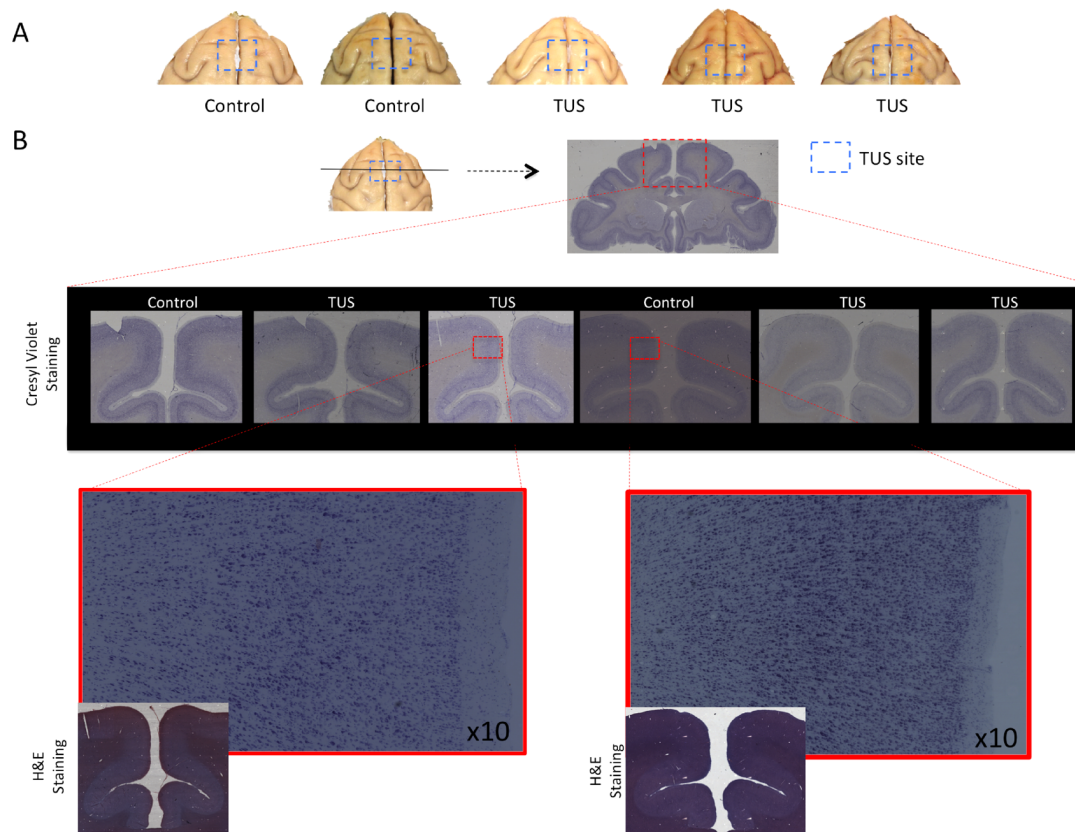 A
Control
Control
TUS
TUS
TUS
B
TUS site
Control
TUS
TUS
Control
TUS
TUS
Cresyl Violet
Staining
x10
x10
H&E
Staining
H&E
Staining